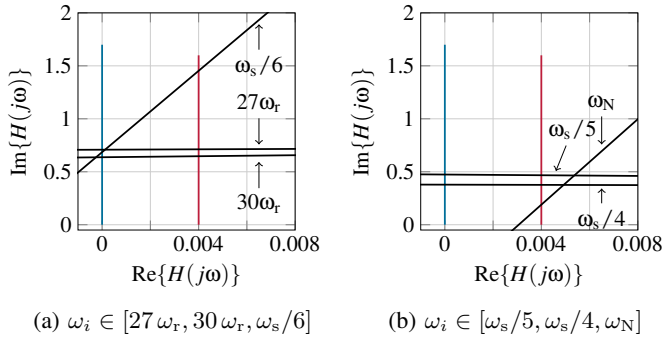 2
1.5
1
0.5
0
Im{H(jω)}
ωs/6
27ωr
30ωr
0
0.004
0.008
Re{H(jω)}
(a) ωi ∈ [27 ωr, 30 ωr, ωs/6]
2
1.5
1
0.5
0
Im{H(jω)}
ωN
ωs/5
ωs/4
0
0.004
0.008
Re{H(jω)}
(b) ωi ∈ [ωs/5, ωs/4, ωN]